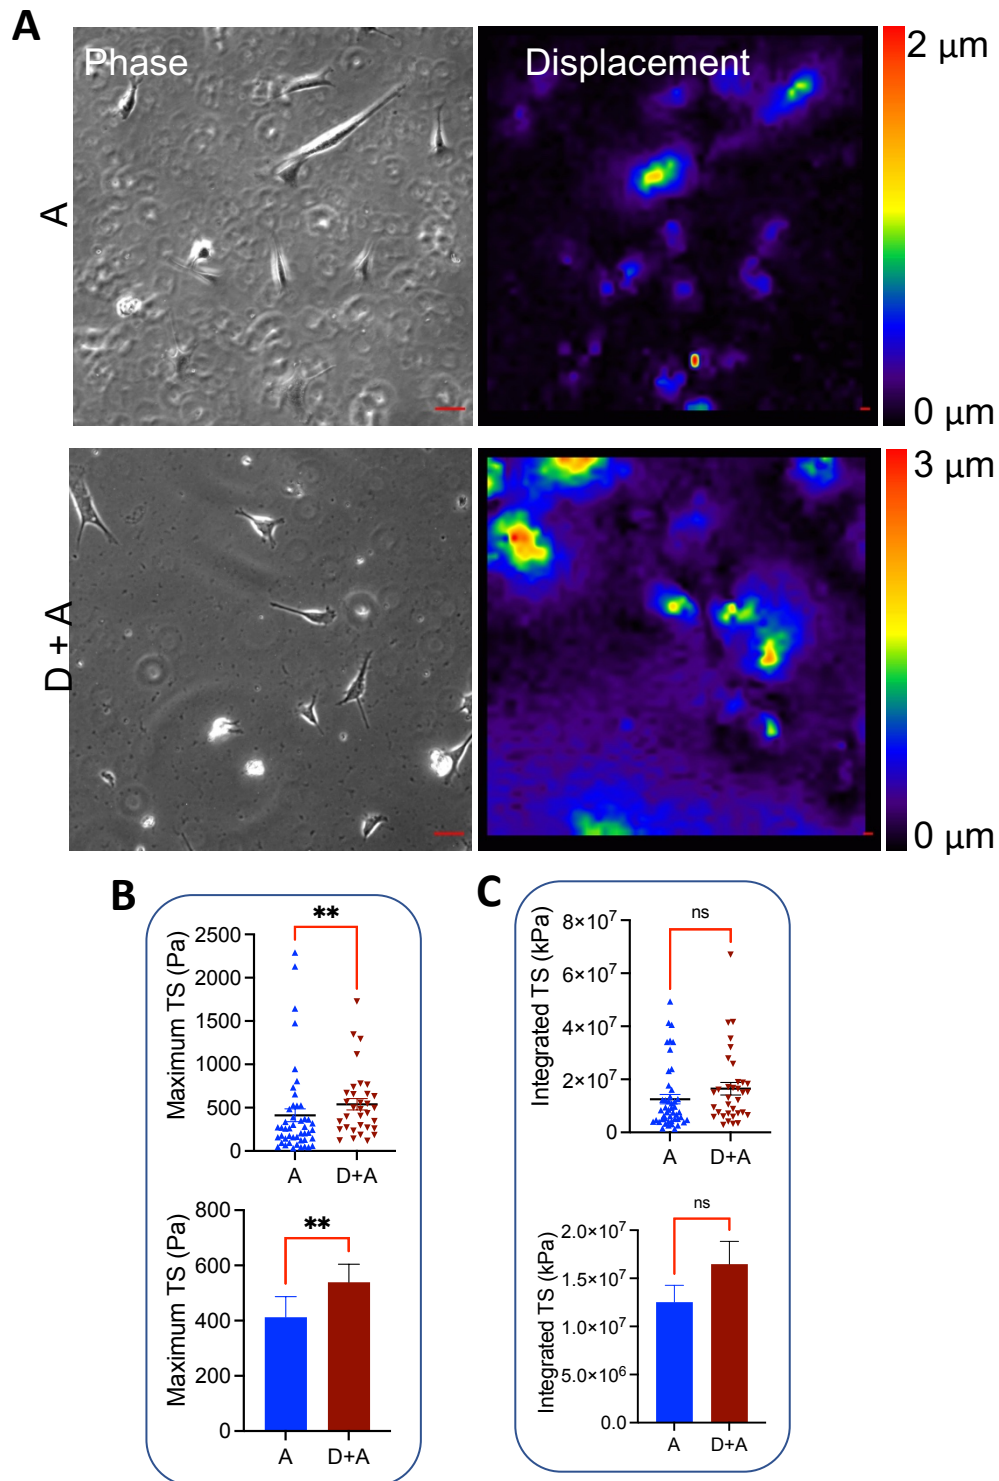 A
Phase
Displacement
2 μm
A
0 μm
3 μm
D + A
0 μm
B
**
Maximum TS (Pa)
2500
2000
1500
1000
500
0
A
D+A
**
Maximum TS (Pa)
800
600
400
200
0
A
D+A
C
ns
Integrated TS (kPa)
8×10⁷
6×10⁷
4×10⁷
2×10⁷
0
A
D+A
ns
Integrated TS (kPa)
2.0×10⁷
1.5×10⁷
1.0×10⁷
5.0×10⁶
0.0
A
D+A